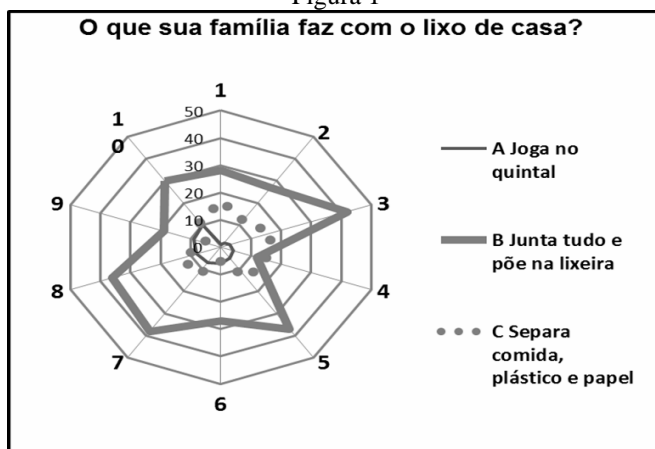 Figura 1
O que sua família faz com o lixo de casa?
1
2
3
4
5
6
7
8
9
1
0
50
40
30
20
10
0
A Joga no
quintal
B Junta tudo e
põe na lixeira
C Separa
comida,
plástico e papel